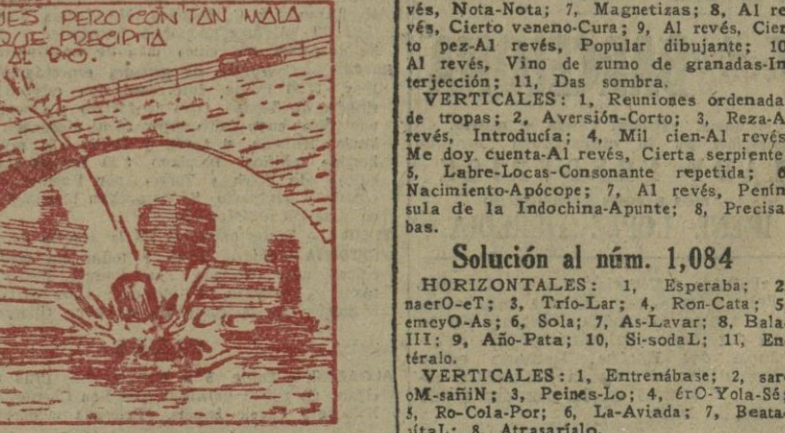 UES PERO CON TAN MALA
QUE PRECIPITA
AL RIO.
vés, Nota-Nota; 7, Magnetizas; 8, Al re
vés, Cierto veneno-Cura; 9, Al revés, Cier
to pez-Al revés, Popular dibujante; 10
Al revés, Vino de zumo de granadas-In
terjección; 11, Das sombra.
VERTICALES: 1, Reuniones ordenada
de tropas; 2, Aversión-Corto; 3, Reza-A
revés, Introducía; 4, Mil cien-Al revés
Me doy cuenta-Al revés, Cierta serpiente
5, Labre-Locas-Consonante repetida; 6
Nacimiento-Apócope; 7, Al revés, Penín
sula de la Indochina-Apunte; 8, Precisa
bas.
Solución al núm. 1,084
HORIZONTALES: 1, Esperaba; 2
naerO-eT; 3, Trío-Lar; 4, Ron-Cata; 5
emeyO-As; 6, Sola; 7, As-Lavar; 8, Bala
III; 9, Año-Pata; 10, Si-sodaL; 11, En
téralo.
VERTICALES: 1, Entrenábase; 2, sar
oM-sañiN; 3, Peines-Lo; 4, érO-Yola-Sé
5, Ro-Cola-Por; 6, La-Aviada; 7, Beata
8, Atrasaríalo.